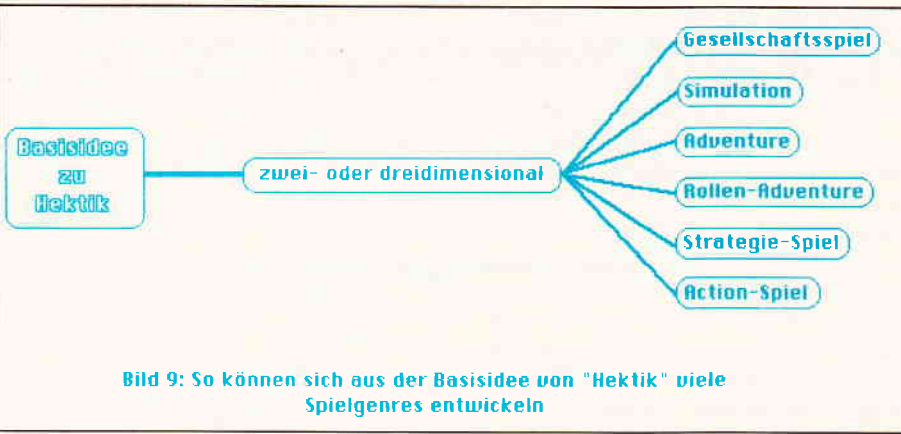 Basisidee
zu
Hektik
zwei- oder dreidimensional
Gesellschaftsspiel
Simulation
Adventure
Rollen-Adventure
Strategie-Spiel
Action-Spiel
Bild 9: So können sich aus der Basisidee von "Hektik" viele
Spielgenres entwickeln